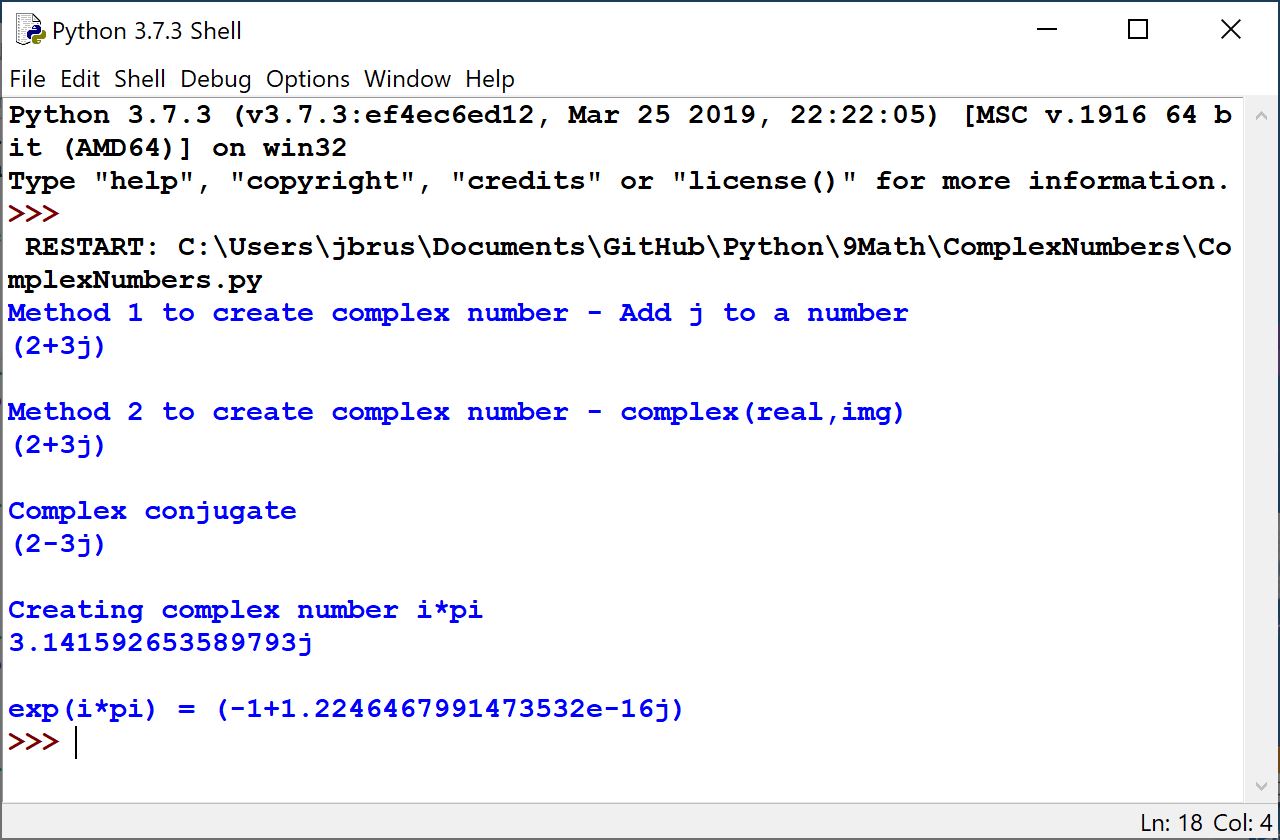 Python 3.7.3 Shell
File Edit Shell Debug Options Window Help
Python 3.7.3 (v3.7.3:ef4ec6ed12, Mar 25 2019, 22:22:05) [MSC v.1916 64 b
it (AMD64)] on win32
Type "help", "copyright", "credits" or "license()" for more information.
>>>
 RESTART: C:\Users\jbrus\Documents\GitHub\Python\9Math\ComplexNumbers\Co
mplexNumbers.py
Method 1 to create complex number - Add j to a number
(2+3j)
Method 2 to create complex number - complex(real,img)
(2+3j)
Complex conjugate
(2-3j)
Creating complex number i*pi
3.141592653589793j
exp(i*pi) = (-1+1.2246467991473532e-16j)
>>>
Ln: 18 Col: 4